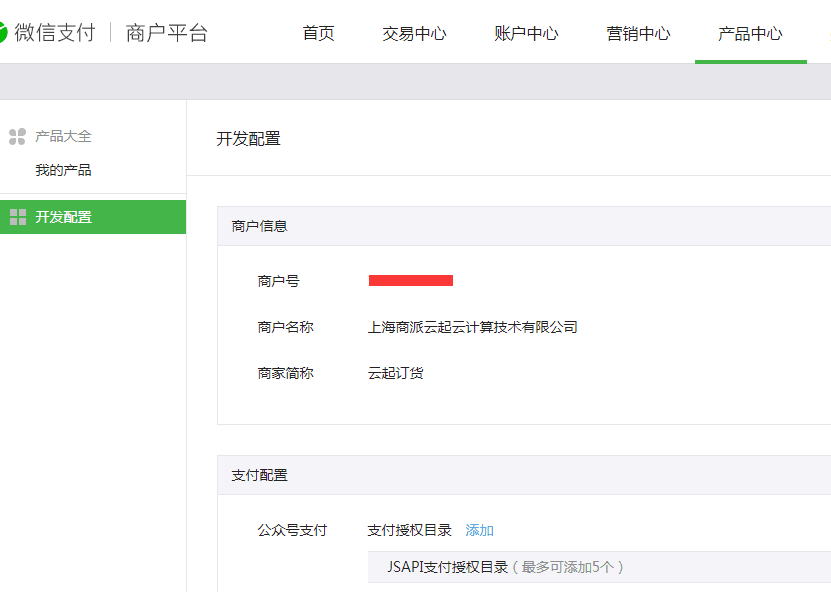 微信支付 商户平台 首页 交易中心 账户中心 营销中心 产品中心
产品大全
我的产品
开发配置
开发配置
商户信息
商户号
商户名称 上海商派云起云计算技术有限公司
商家简称 云起订货
支付配置
公众号支付 支付授权目录 添加
JSAPI支付授权目录（最多可添加5个）